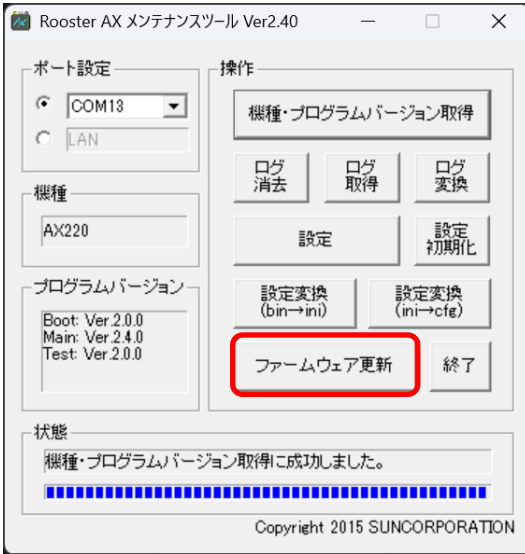 Rooster AX メンテナンスツール Ver2.40
ポート設定
COM13
LAN
機種
AX220
プログラムバージョン
Boot: Ver.2.0.0
Main: Ver.2.4.0
Test: Ver.2.0.0
操作
機種・プログラムバージョン取得
ログ
消去
ログ
取得
ログ
変換
設定
設定
初期化
設定変換
(bin→ini)
設定変換
(ini→cfg)
ファームウェア更新
終了
状態
機種・プログラムバージョン取得に成功しました。
Copyright 2015 SUNCORPORATION